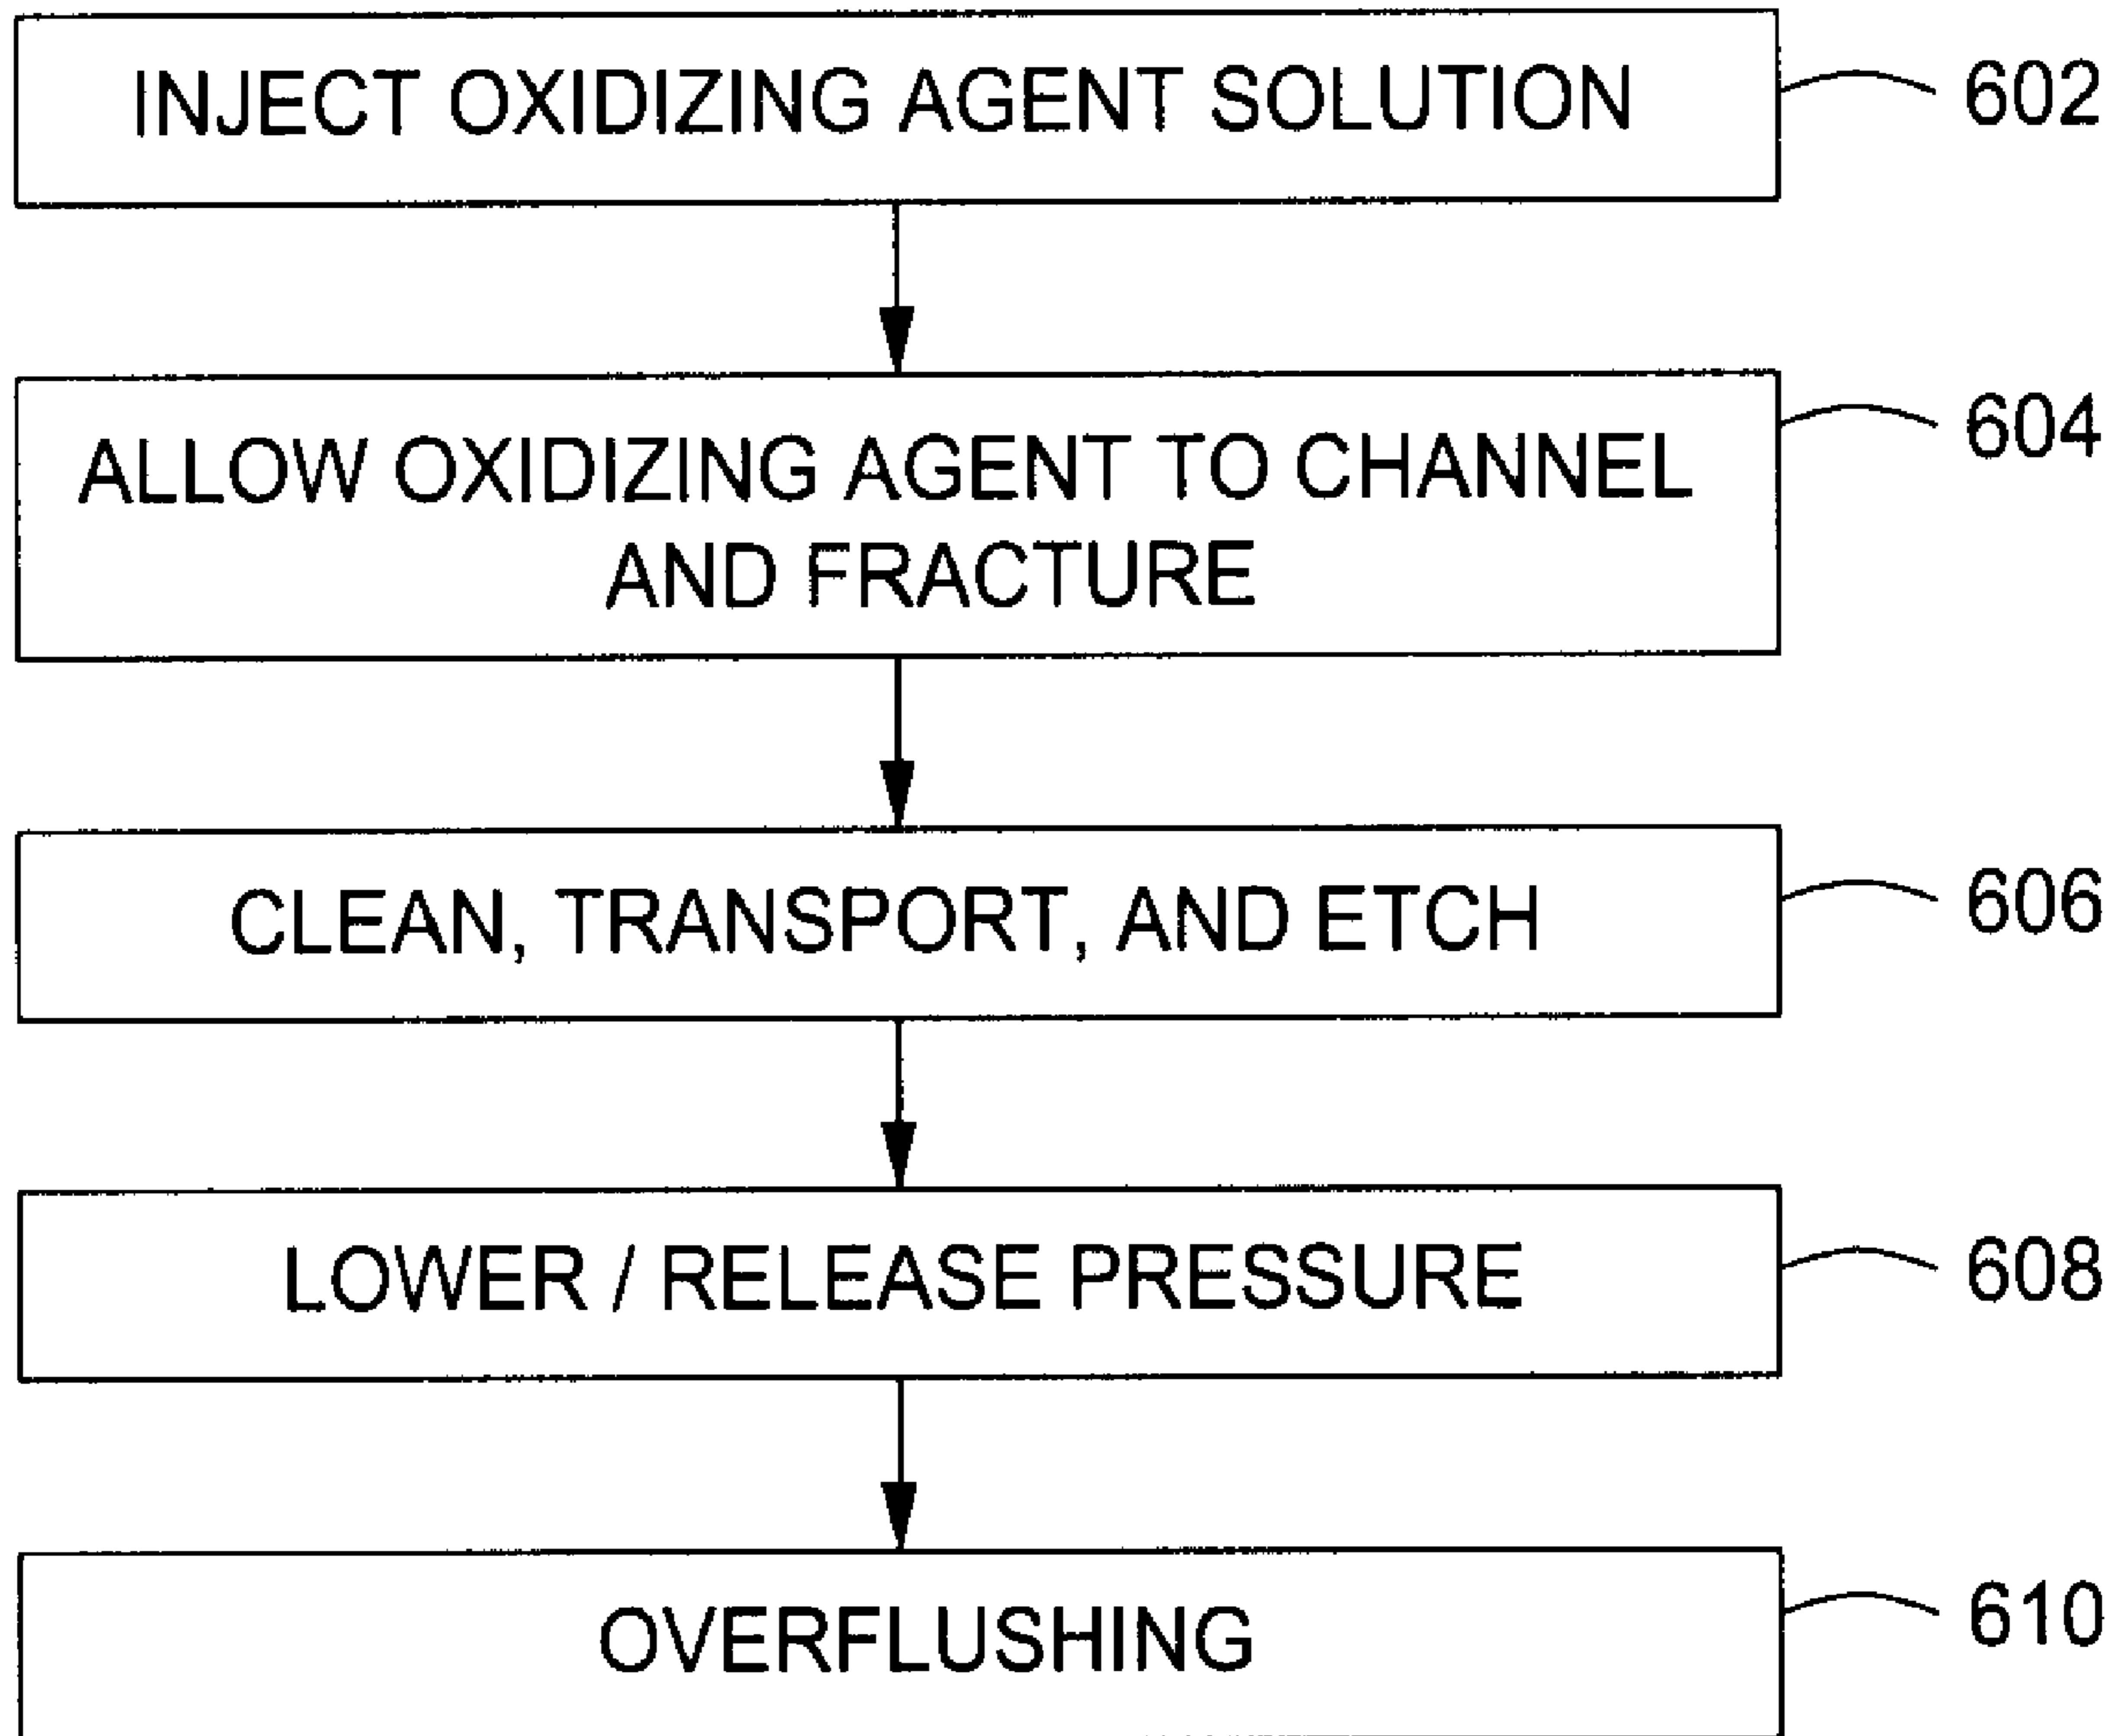 INJECT OXIDIZING AGENT SOLUTION
602
ALLOW OXIDIZING AGENT TO CHANNEL
AND FRACTURE
604
CLEAN, TRANSPORT, AND ETCH
606
LOWER / RELEASE PRESSURE
608
OVERFLUSHING
610